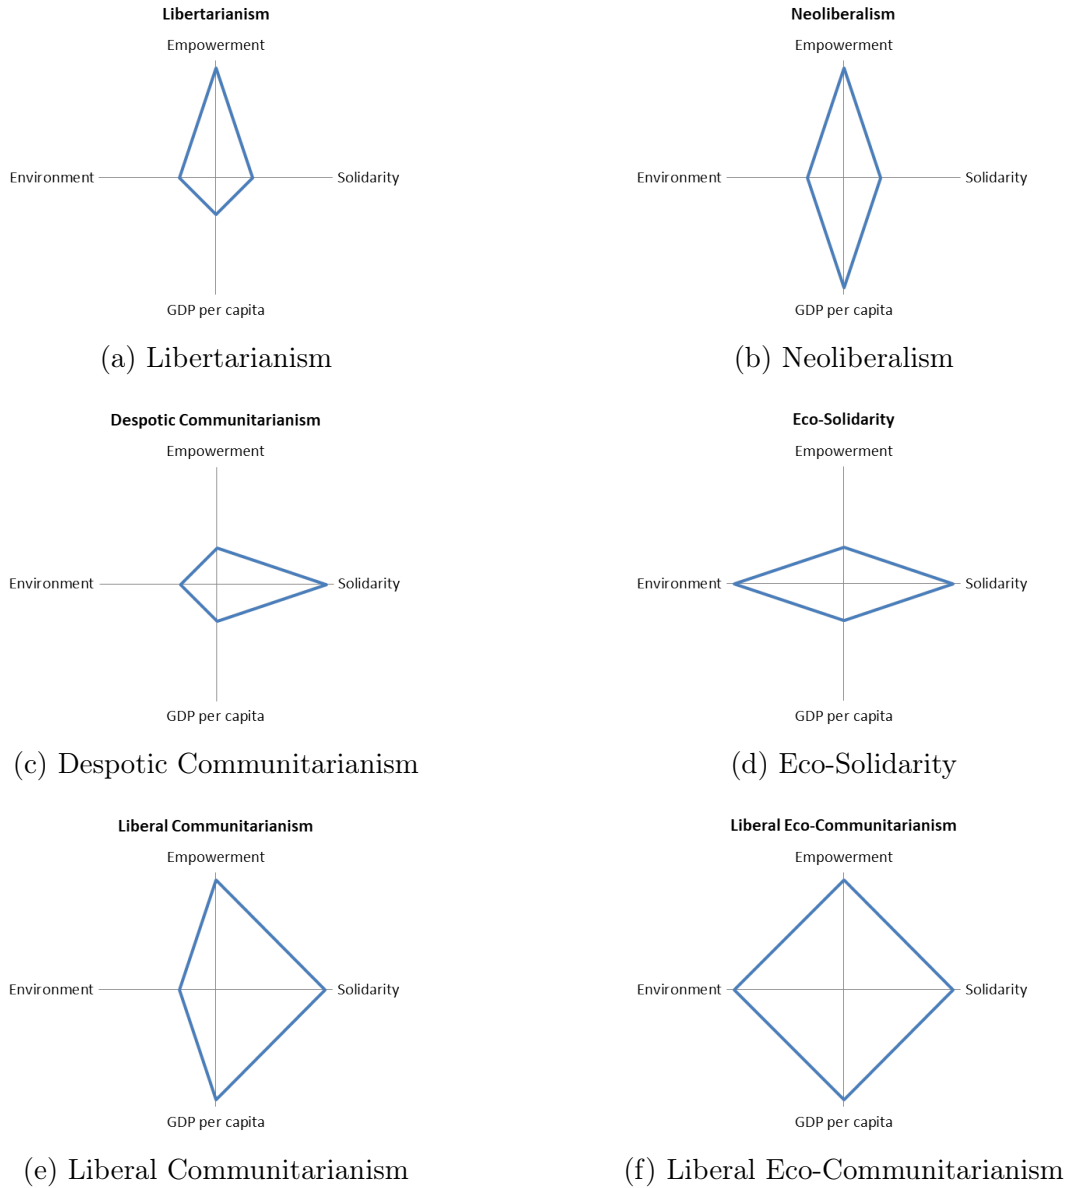 Libertarianism
Empowerment
Environment
Solidarity
GDP per capita
(a) Libertarianism
Neoliberalism
Empowerment
Environment
Solidarity
GDP per capita
(b) Neoliberalism
Despotic Communitarianism
Empowerment
Environment
Solidarity
GDP per capita
(c) Despotic Communitarianism
Eco-Solidarity
Empowerment
Environment
Solidarity
GDP per capita
(d) Eco-Solidarity
Liberal Communitarianism
Empowerment
Environment
Solidarity
GDP per capita
(e) Liberal Communitarianism
Liberal Eco-Communitarianism
Empowerment
Environment
Solidarity
GDP per capita
(f) Liberal Eco-Communitarianism